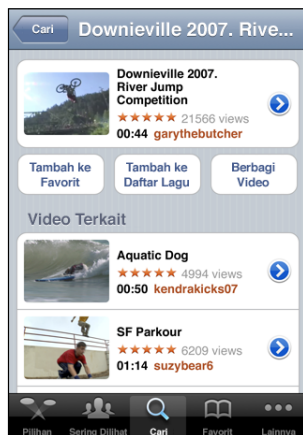 Cari
Downieville 2007. Rive...
Downieville 2007.
River Jump
Competition
21566 views
00:44 garythebutcher
Tambah ke
Favorit
Tambah ke
Daftar Lagu
Berbagi
Video
Video Terkait
Aquatic Dog
4994 views
00:50 kendrakicks07
SF Parkour
6209 views
01:14 suzybear6
Pilihan
Sering Dilihat
Cari
Favorit
Lainnya